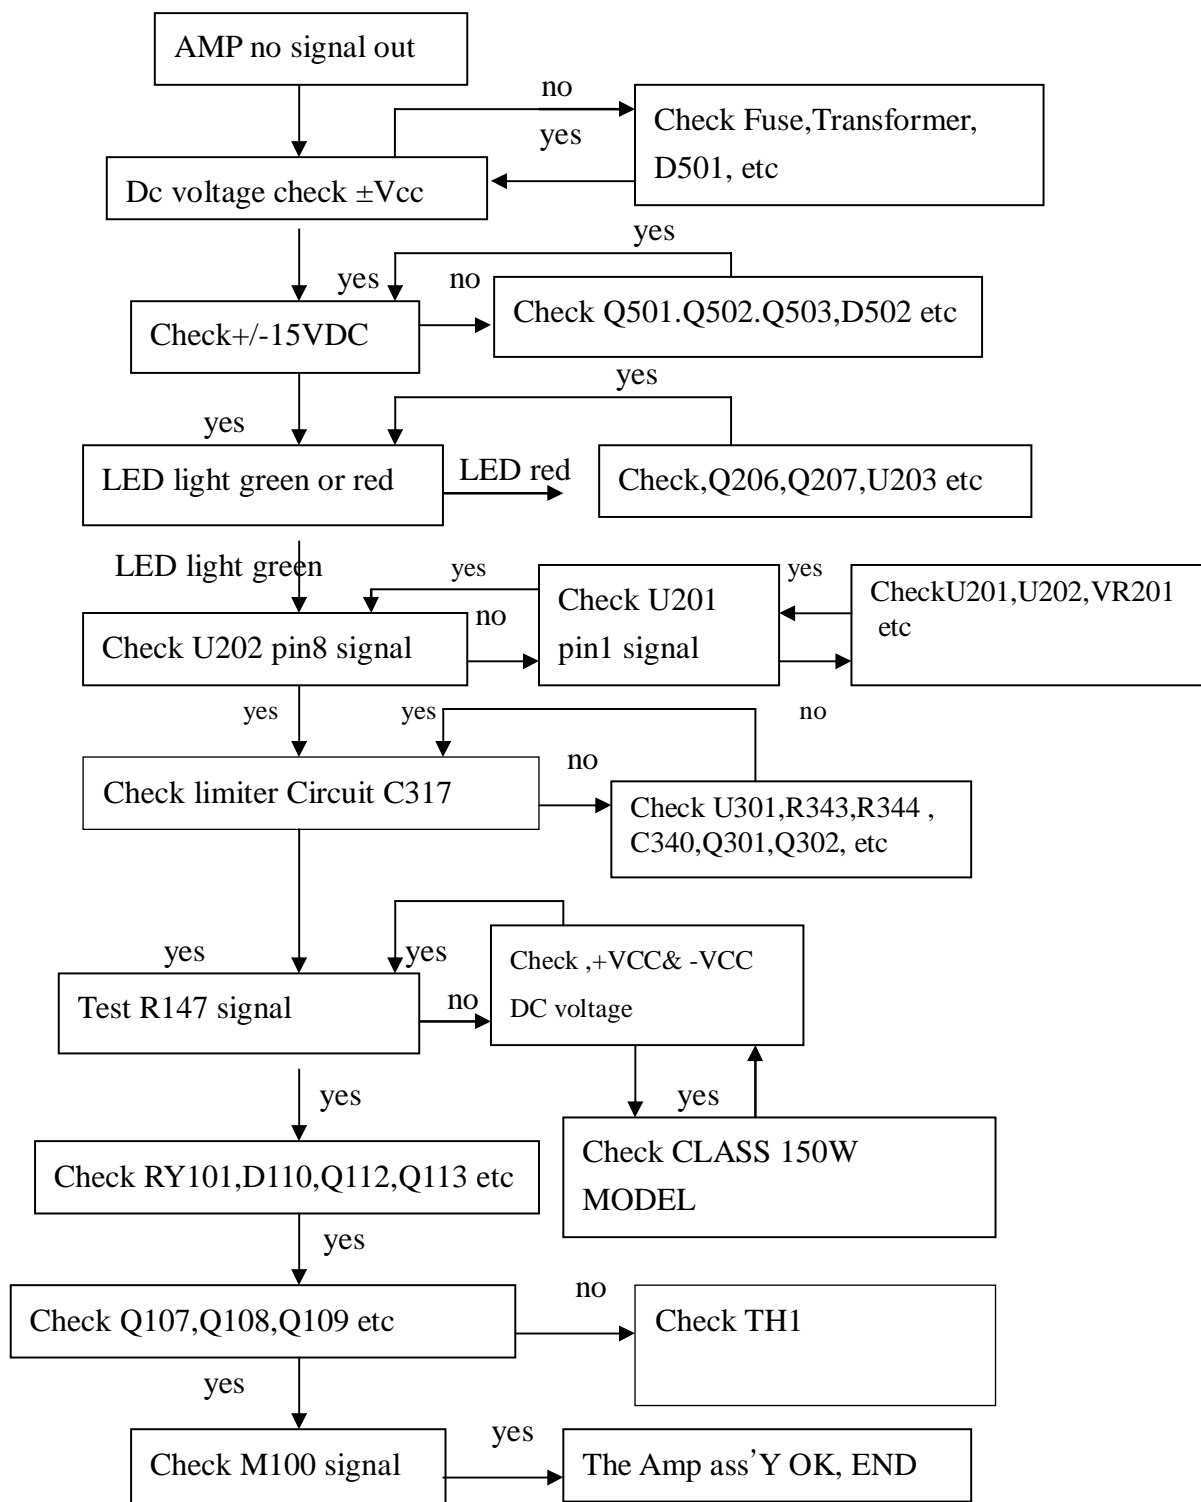 AMP no signal out
no
Check Fuse,Transformer,
yes
D501, etc
Dc voltage check ±Vcc
yes
yes
no
Check Q501.Q502.Q503,D502 etc
Check+/-15VDC
yes
yes
LED light green or red
LED red
Check,Q206,Q207,U203 etc
LED light green
yes
yes
Check U201
pin1 signal
CheckU201,U202,VR201
etc
no
Check U202 pin8 signal
yes
yes
no
Check limiter Circuit C317
no
Check U301,R343,R344 ,
C340,Q301,Q302, etc
yes
yes
Check ,+VCC& -VCC
DC voltage
Test R147 signal
no
yes
yes
Check CLASS 150W
MODEL
Check RY101,D110,Q112,Q113 etc
yes
no
Check Q107,Q108,Q109 etc
Check TH1
yes
yes
Check M100 signal
The Amp ass’Y OK, END